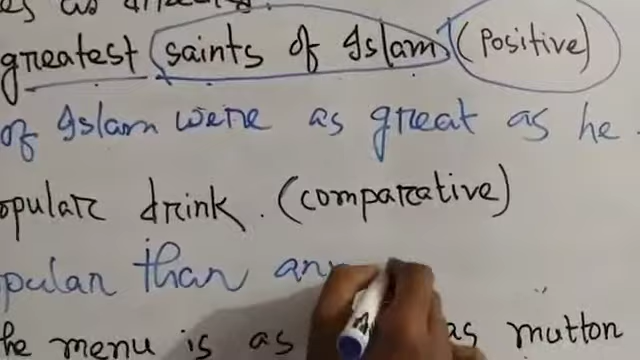 greatest saints of Islam (Positive)
of Islam were as great as he.
opular drink. (comparative)
pular than any
he menu is as as mutton